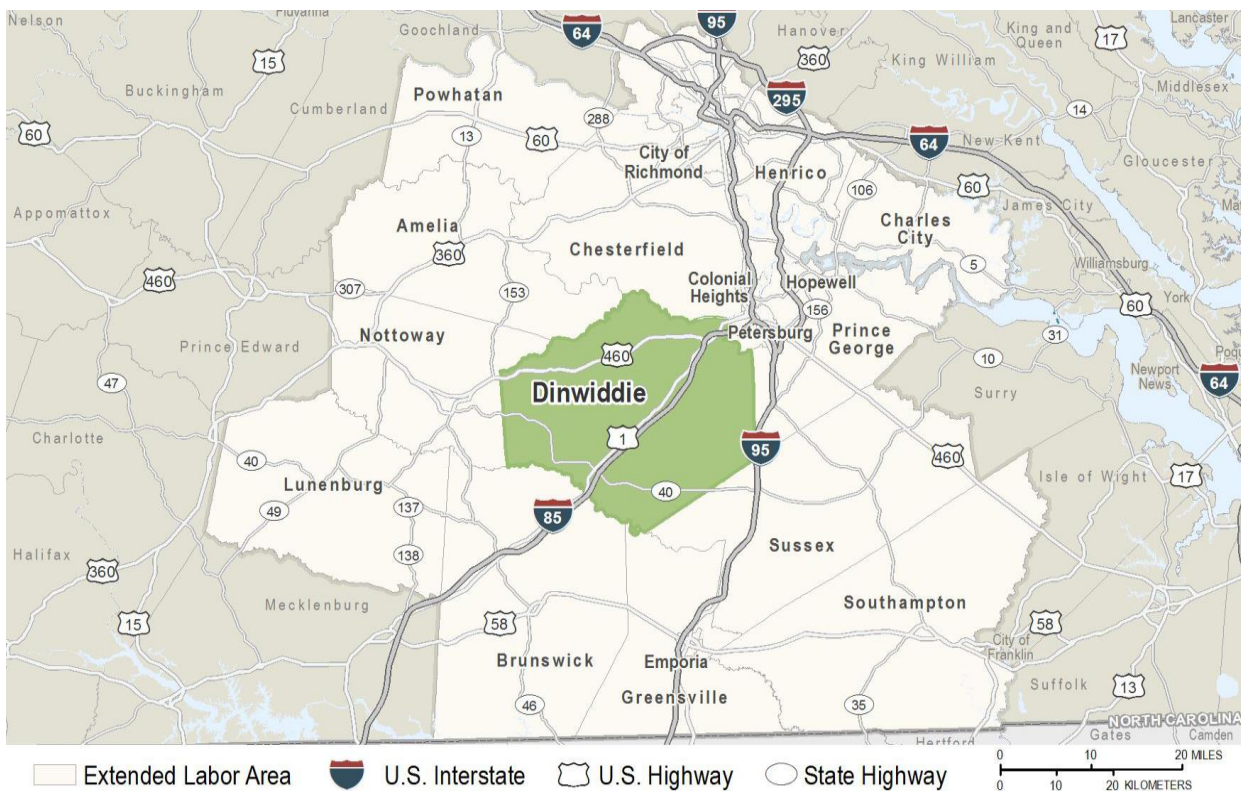 Nelson
Goochland
64
95
Hanover
King and
Queen
17
Lancaster
15
360
King William
Middlesex
Buckingham
Powhatan
295
Cumberland
288
14
60
13
60
64
New Kent
City of
Richmond
Henrico
Gloucester
106
60
James City
Appomattox
Amelia
Charles
City
Chesterfield
360
Williamsburg
5
460
Colonial
Heights
Hopewell
307
153
60
York
156
Petersburg
Prince
George
Nottoway
31
Prince Edward
460
10
Newport
News
64
47
Dinwiddie
Surry
Charlotte
1
95
460
40
Isle of Wight
17
Lunenburg
40
49
137
85
Sussex
Halifax
138
360
Mecklenburg
Southampton
15
58
58
City of
Franklin
Brunswick
Emporia
Greensville
Suffolk
13
46
35
NORTH CAROLINA
Hertford
Gates
Camden
Extended Labor Area
U.S. Interstate
U.S. Highway
State Highway
0 10 20 MILES
0 10 20 KILOMETERS